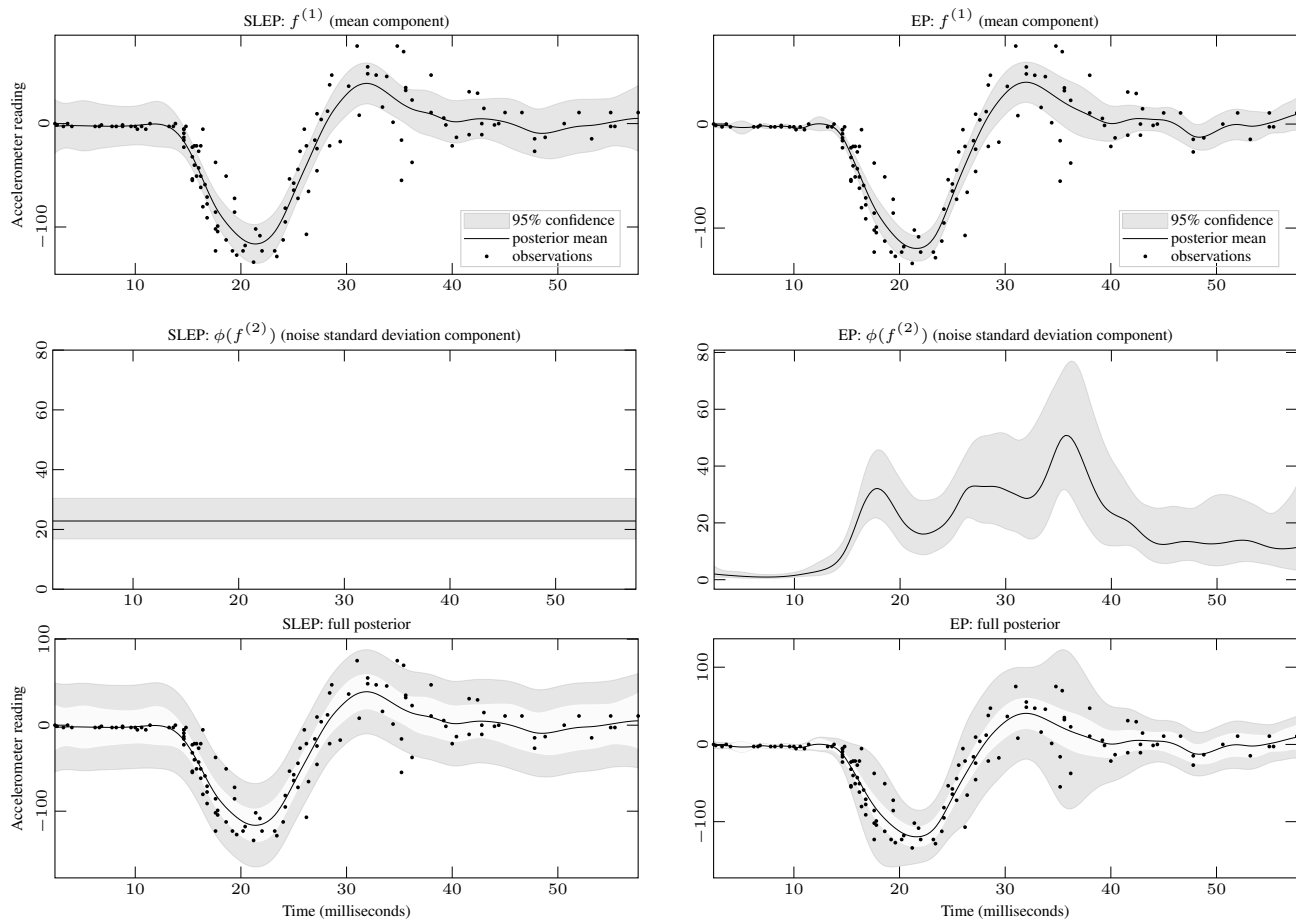 SLEP: f^(1) (mean component)
EP: f^(1) (mean component)
Accelerometer reading
0
−100
10 20 30 40 50
95% confidence
posterior mean
observations
0
−100
10 20 30 40 50
95% confidence
posterior mean
observations
SLEP: ϕ(f^(2)) (noise standard deviation component)
EP: ϕ(f^(2)) (noise standard deviation component)
80
60
40
20
0
10 20 30 40 50
80
60
40
20
0
10 20 30 40 50
SLEP: full posterior
EP: full posterior
Accelerometer reading
100
0
−100
10 20 30 40 50
Time (milliseconds)
100
0
−100
10 20 30 40 50
Time (milliseconds)